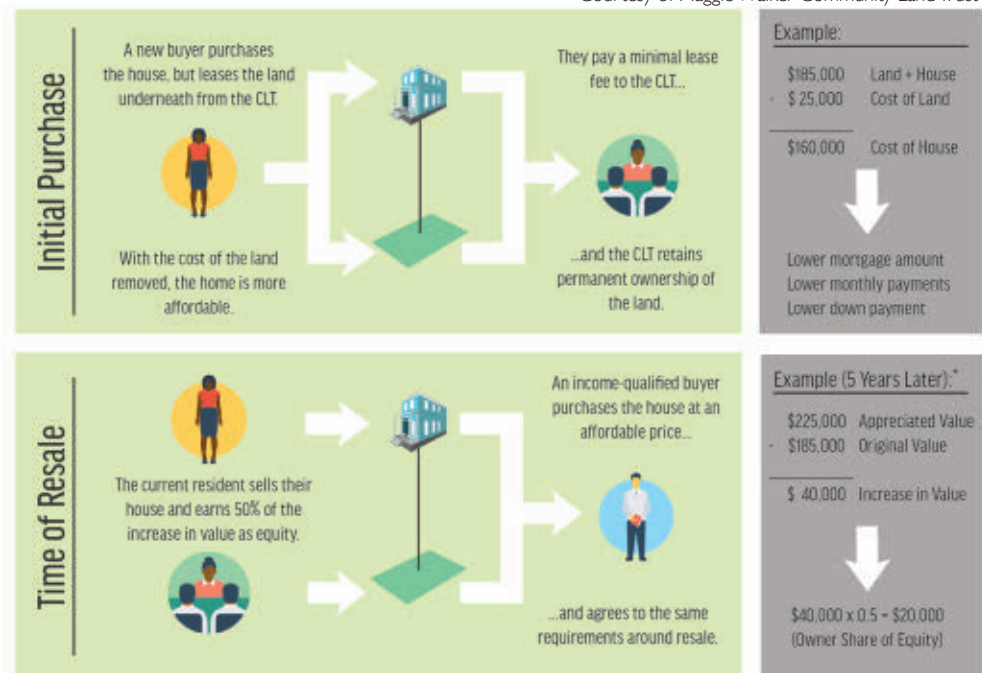 Community Land Trust
Initial Purchase
A new buyer purchases
the house, but leases the land
underneath from the CLT.
With the cost of the land
removed, the home is more
affordable.
They pay a minimal lease
fee to the CLT...
...and the CLT retains
permanent ownership of
the land.
Example:
$185,000 Land + House
- $ 25,000 Cost of Land
$160,000 Cost of House
Lower mortgage amount
Lower monthly payments
Lower down payment
Time of Resale
The current resident sells their
house and earns 50% of the
increase in value as equity.
An income-qualified buyer
purchases the house at an
affordable price...
...and agrees to the same
requirements around resale.
Example (5 Years Later):*
$225,000 Appreciated Value
- $185,000 Original Value
$ 40,000 Increase in Value
$40,000 x 0.5 = $20,000
(Owner Share of Equity)